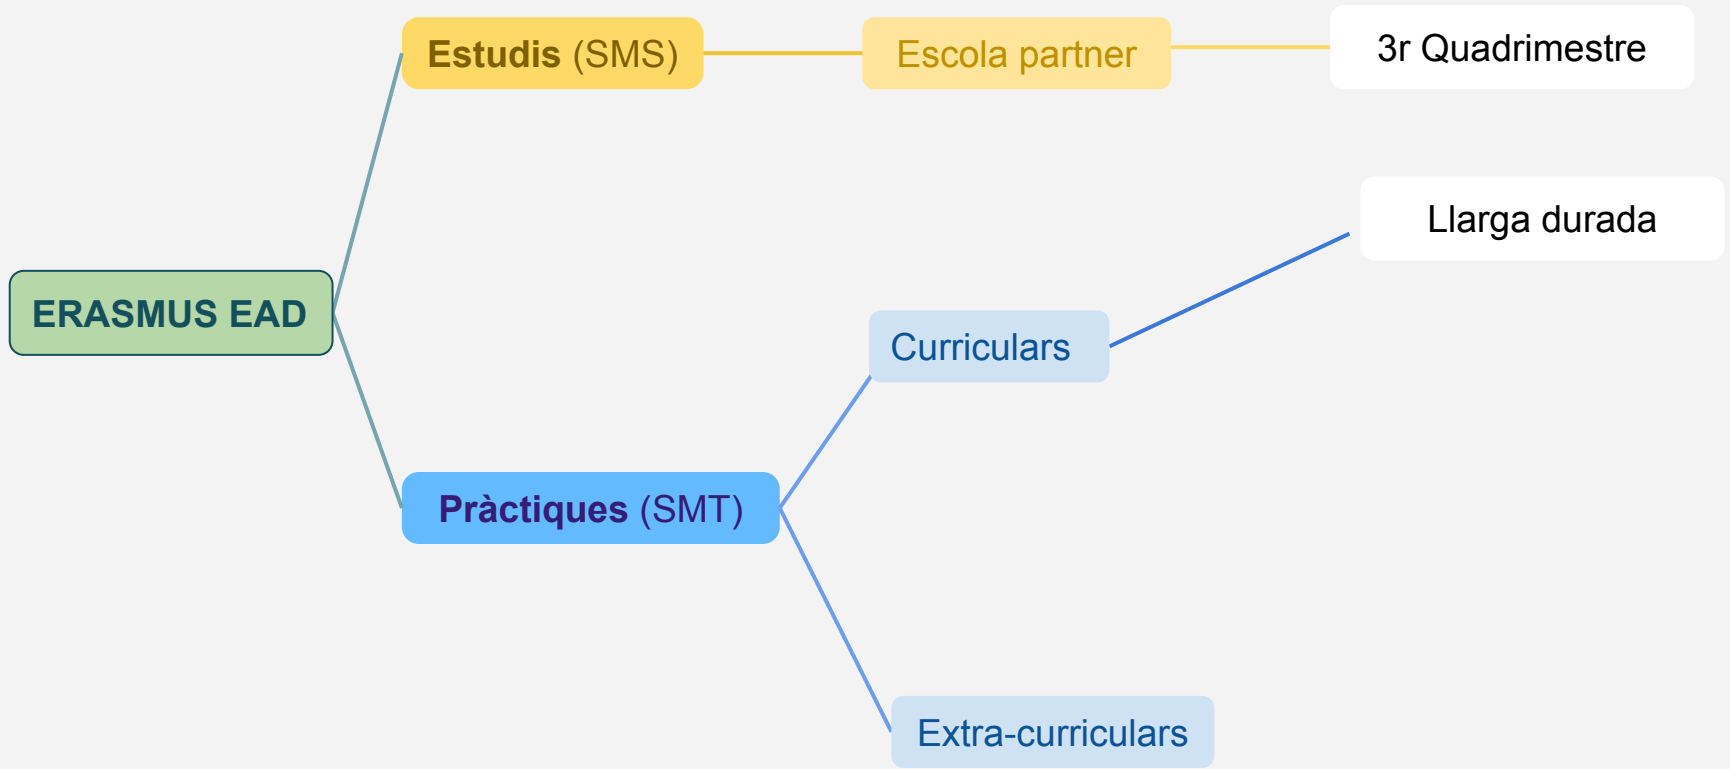 Estudis (SMS)
Escola partner
3r Quadrimestre
Llarga durada
ERASMUS EAD
Curriculars
Pràctiques (SMT)
Extra-curriculars